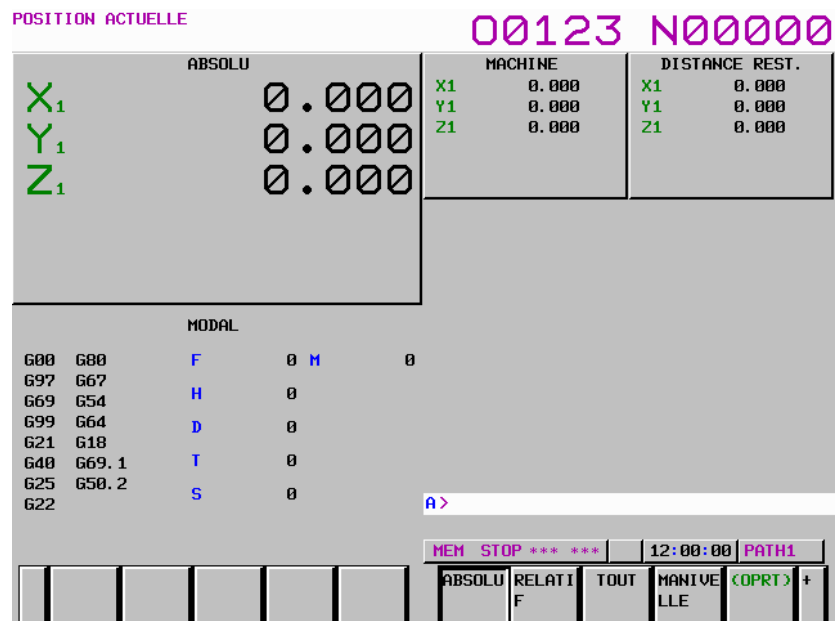 POSITION ACTUELLE
O0123 N00000
ABSOLU
X1 0.000
Y1 0.000
Z1 0.000
MACHINE
X1 0.000
Y1 0.000
Z1 0.000
DISTANCE REST.
X1 0.000
Y1 0.000
Z1 0.000
MODAL
G00 G80 F 0 M 0
G97 G67
G69 G54 H 0
G99 G64 D 0
G21 G18
G40 G69.1 T 0
G25 G50.2 S 0
G22
A>
MEM STOP *** *** 12:00:00 PATH1
ABSOLU RELATI TOUT MANIVE (OPRT) +
F LLE